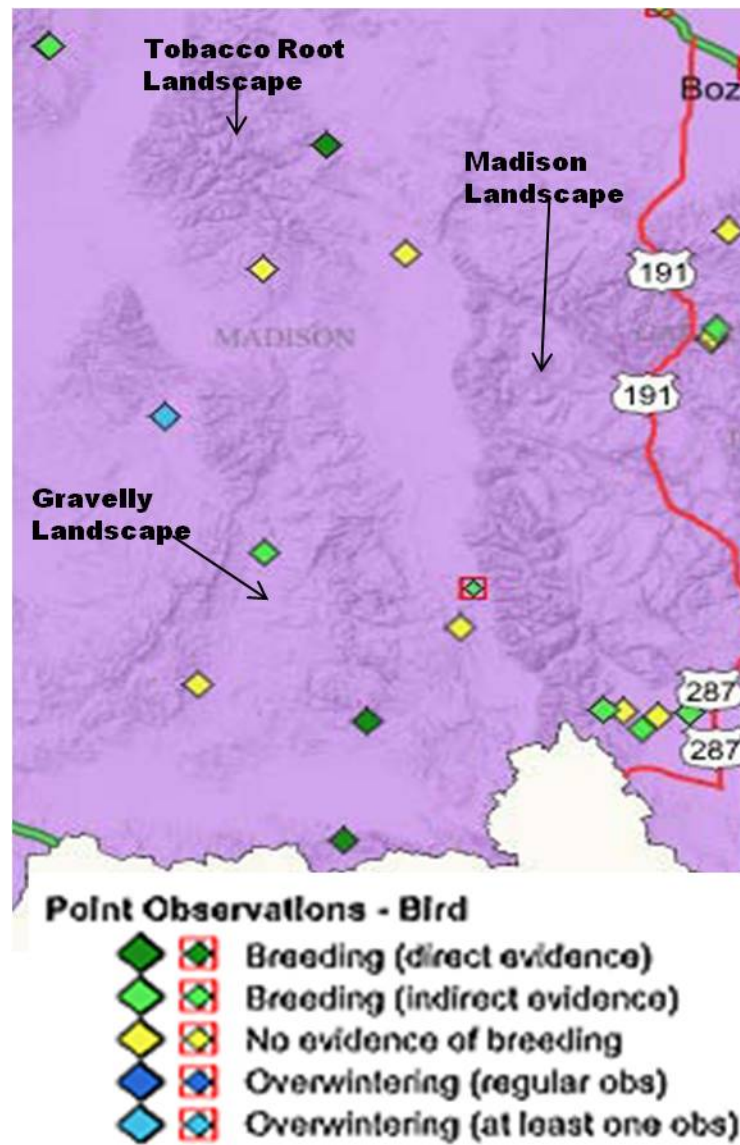 Tobacco Root
Landscape
Boz
Madison
Landscape
191
MADISON
191
Gravelly
Landscape
287
287
Point Observations - Bird
Breeding (direct evidence)
Breeding (indirect evidence)
No evidence of breeding
Overwintering (regular obs)
Overwintering (at least one obs)